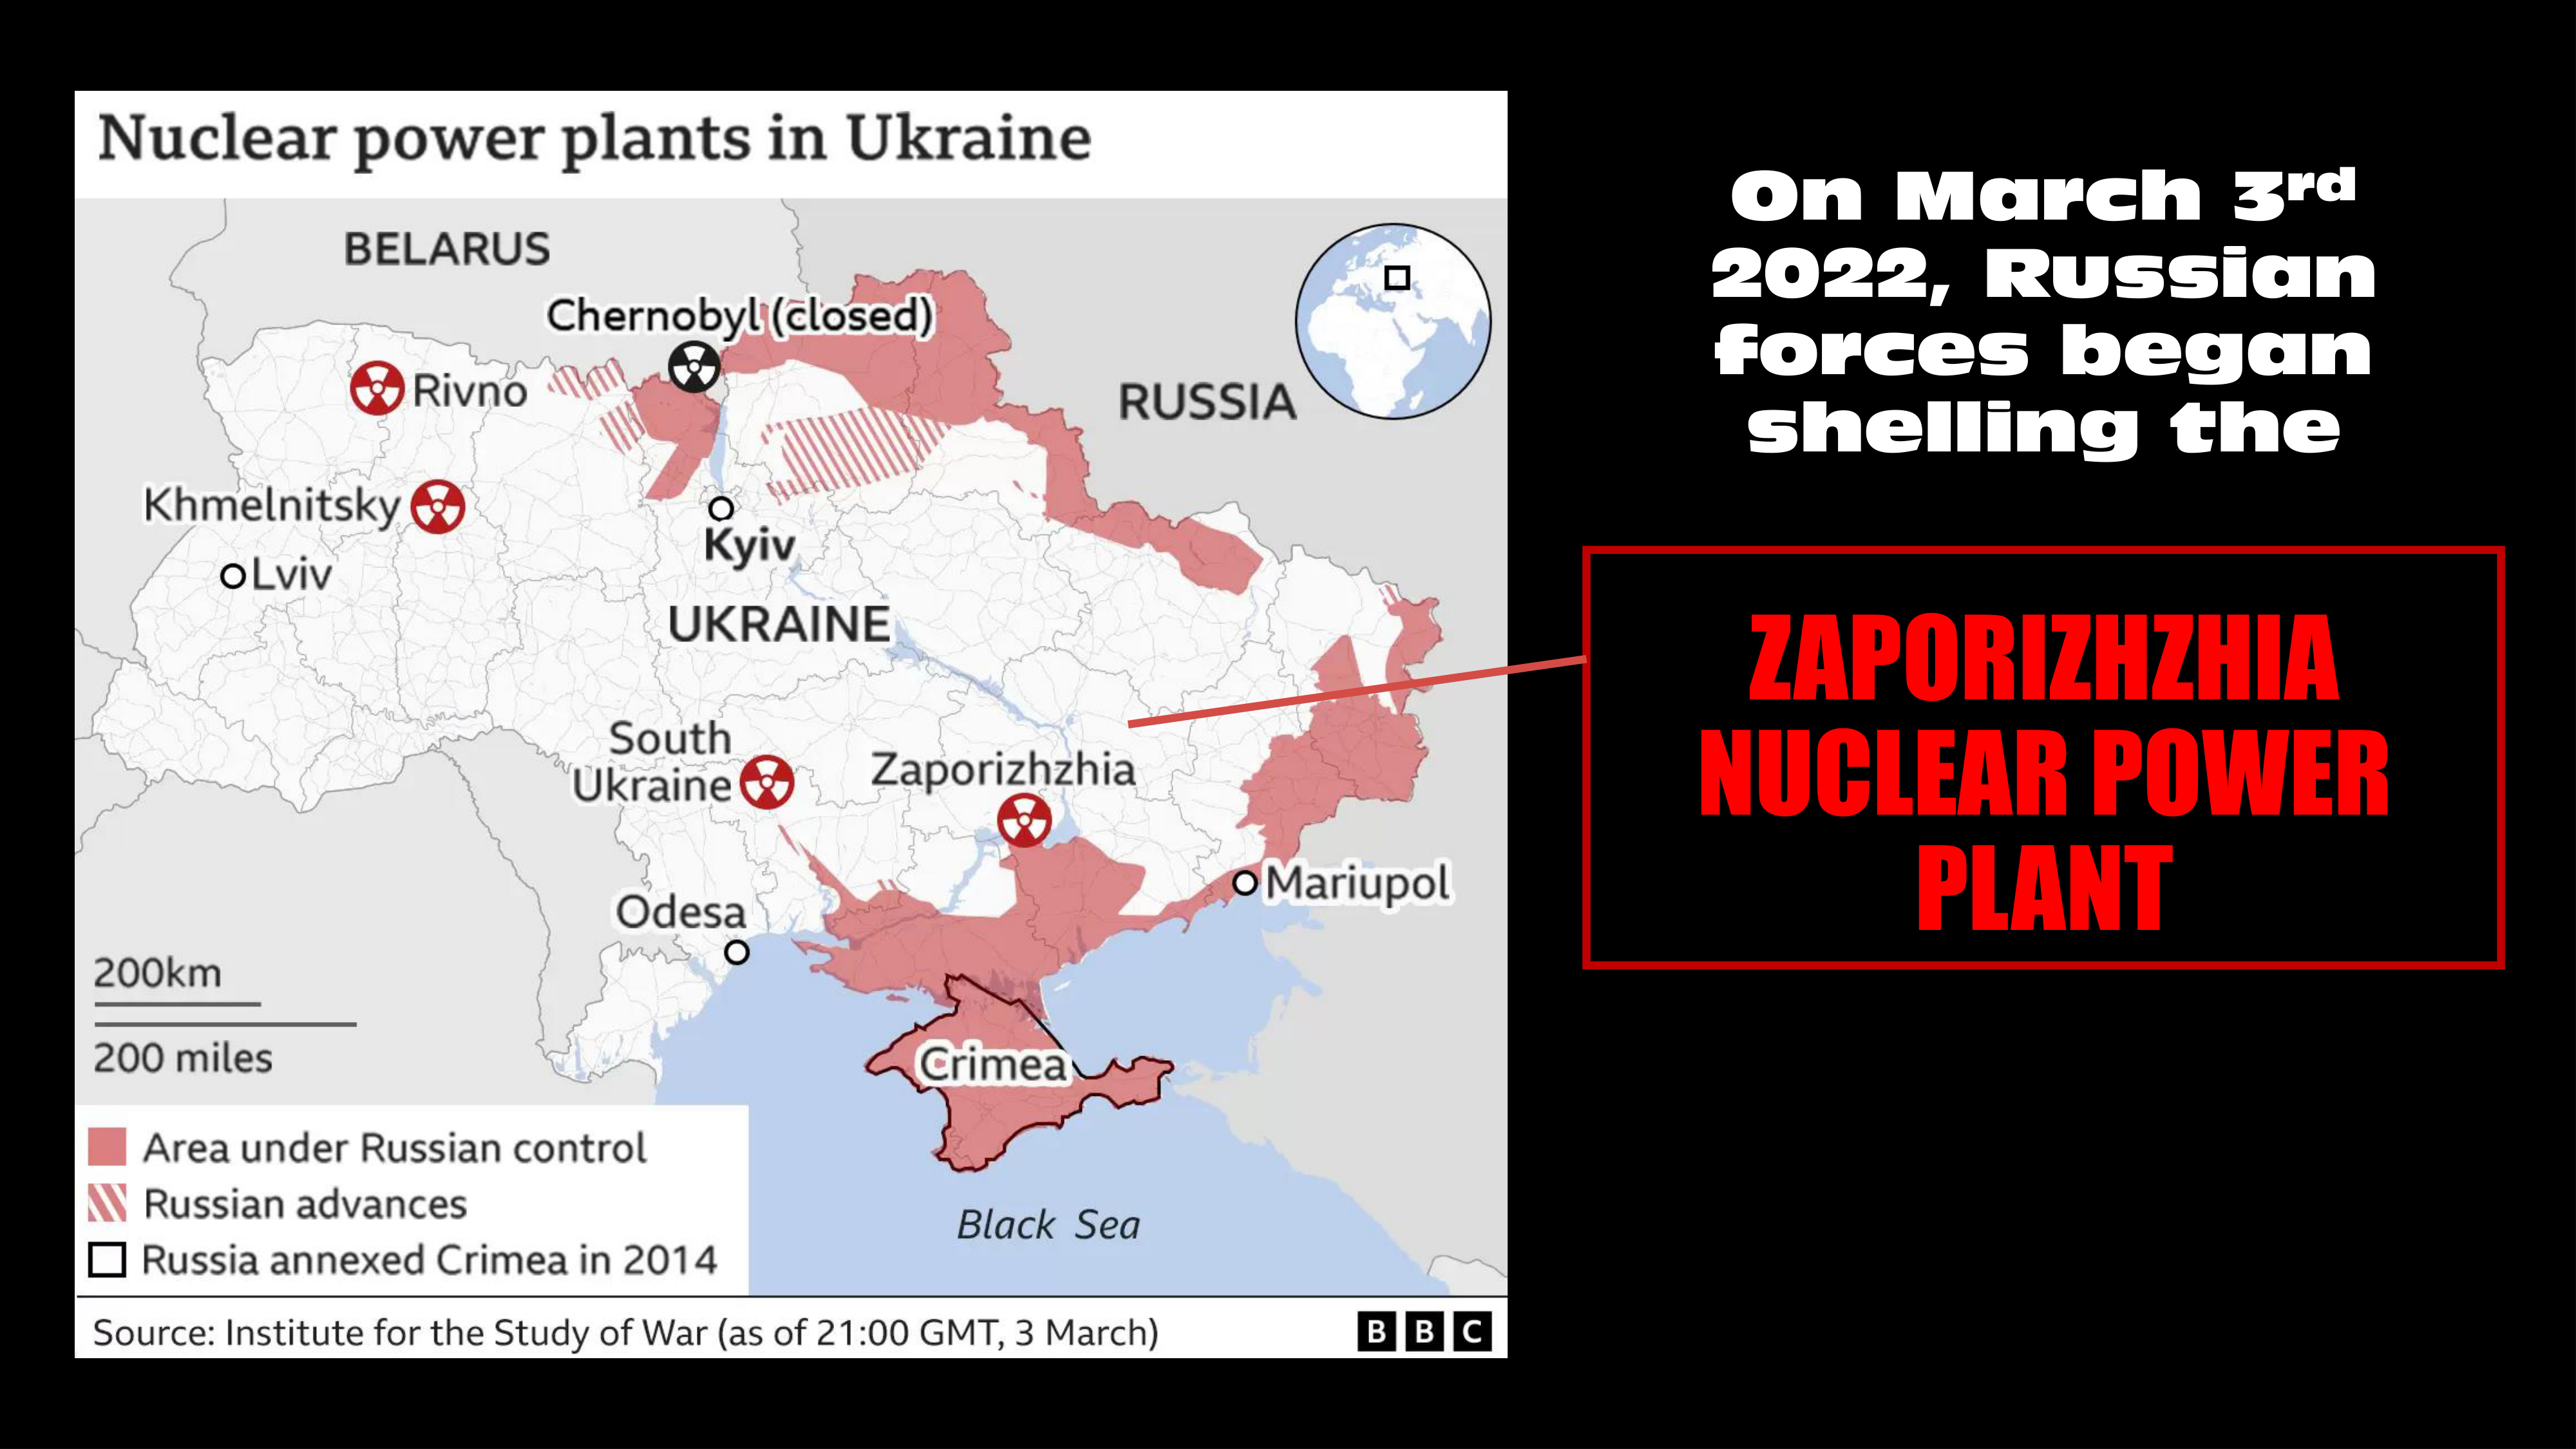 Nuclear power plants in Ukraine
BELARUS
Chernobyl (closed)
Rivno
RUSSIA
Khmelnitsky
Kyiv
Lviv
UKRAINE
South
Ukraine
Zaporizhzhia
Mariupol
Odesa
200km
200 miles
Crimea
Area under Russian control
Russian advances
Black Sea
Russia annexed Crimea in 2014
Source: Institute for the Study of War (as of 21:00 GMT, 3 March)
BBC
On March 3rd
2022, Russian
forces began
shelling the
ZAPORIZHZHIA
NUCLEAR POWER
PLANT